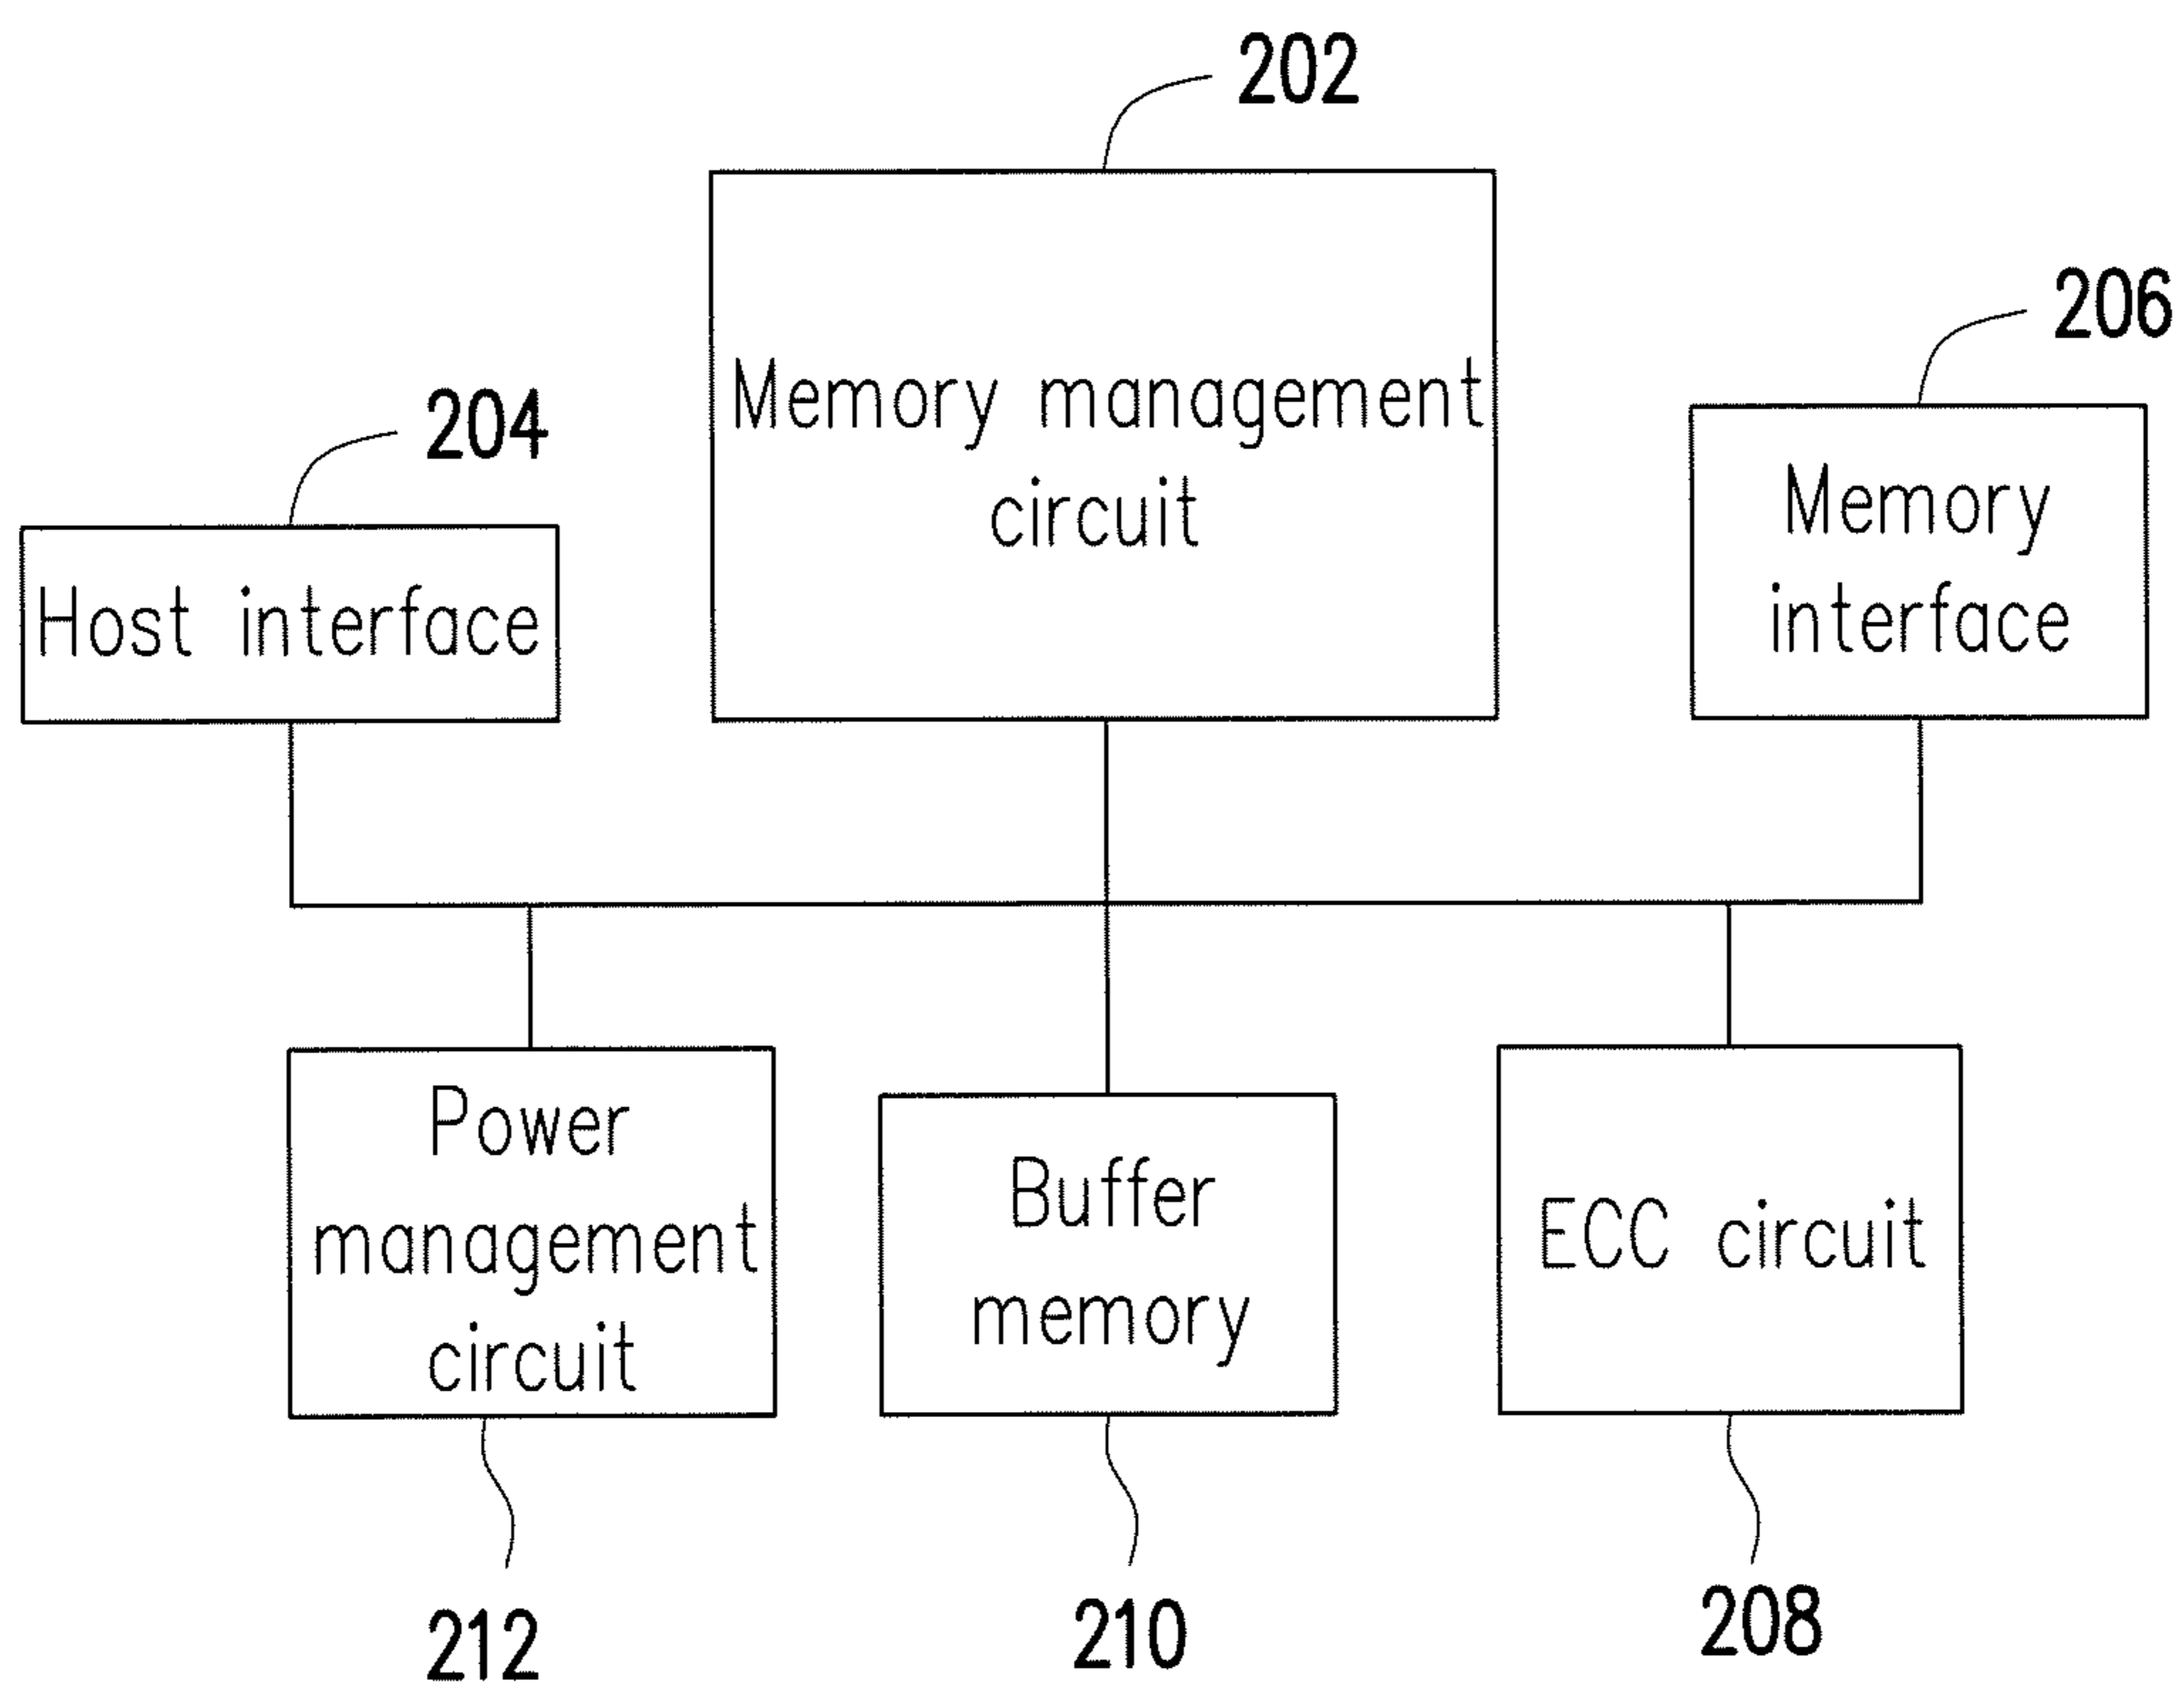 202
Memory management
circuit
204
Host interface
206
Memory
interface
Power
management
circuit
212
Buffer
memory
210
ECC circuit
208